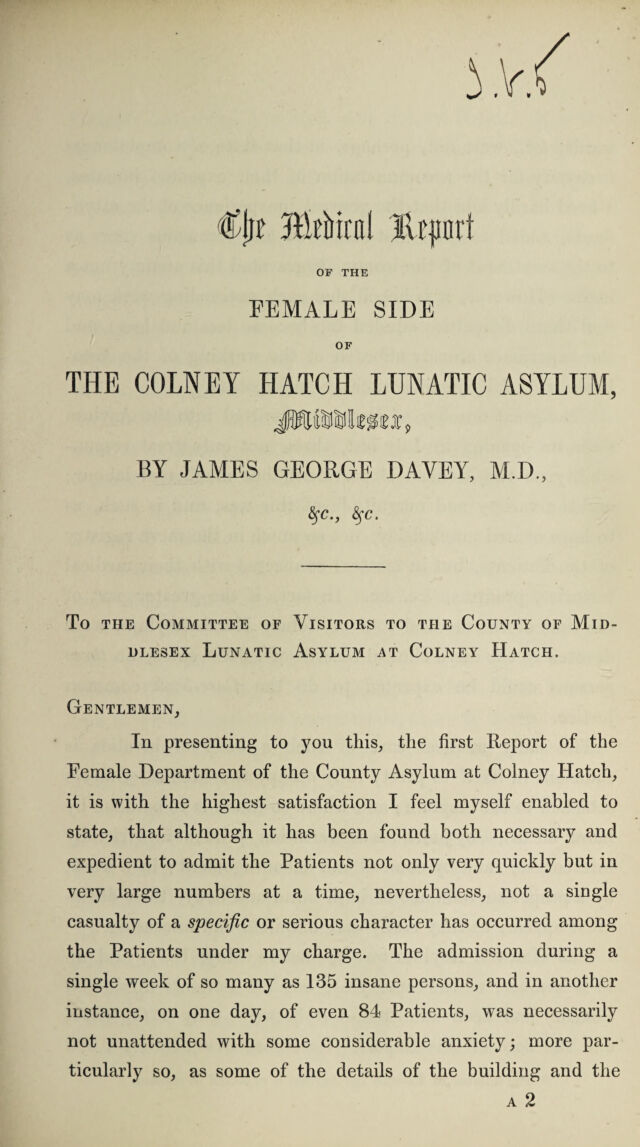 The Medical Report
OF THE
FEMALE SIDE
OF
THE COLNEY HATCH LUNATIC ASYLUM,
Middlesex,
BY JAMES GEORGE DAVEY, M.D.,
&c., &c.
To the Committee of Visitors to the County of Mid-
dlesex Lunatic Asylum at Colney Hatch.
Gentlemen,
In presenting to you this, the first Report of the
Female Department of the County Asylum at Colney Hatch,
it is with the highest satisfaction I feel myself enabled to
state, that although it has been found both necessary and
expedient to admit the Patients not only very quickly but in
very large numbers at a time, nevertheless, not a single
casualty of a specific or serious character has occurred among
the Patients under my charge. The admission during a
single week of so many as 135 insane persons, and in another
instance, on one day, of even 84 Patients, was necessarily
not unattended with some considerable anxiety; more par-
ticularly so, as some of the details of the building and the
A 2